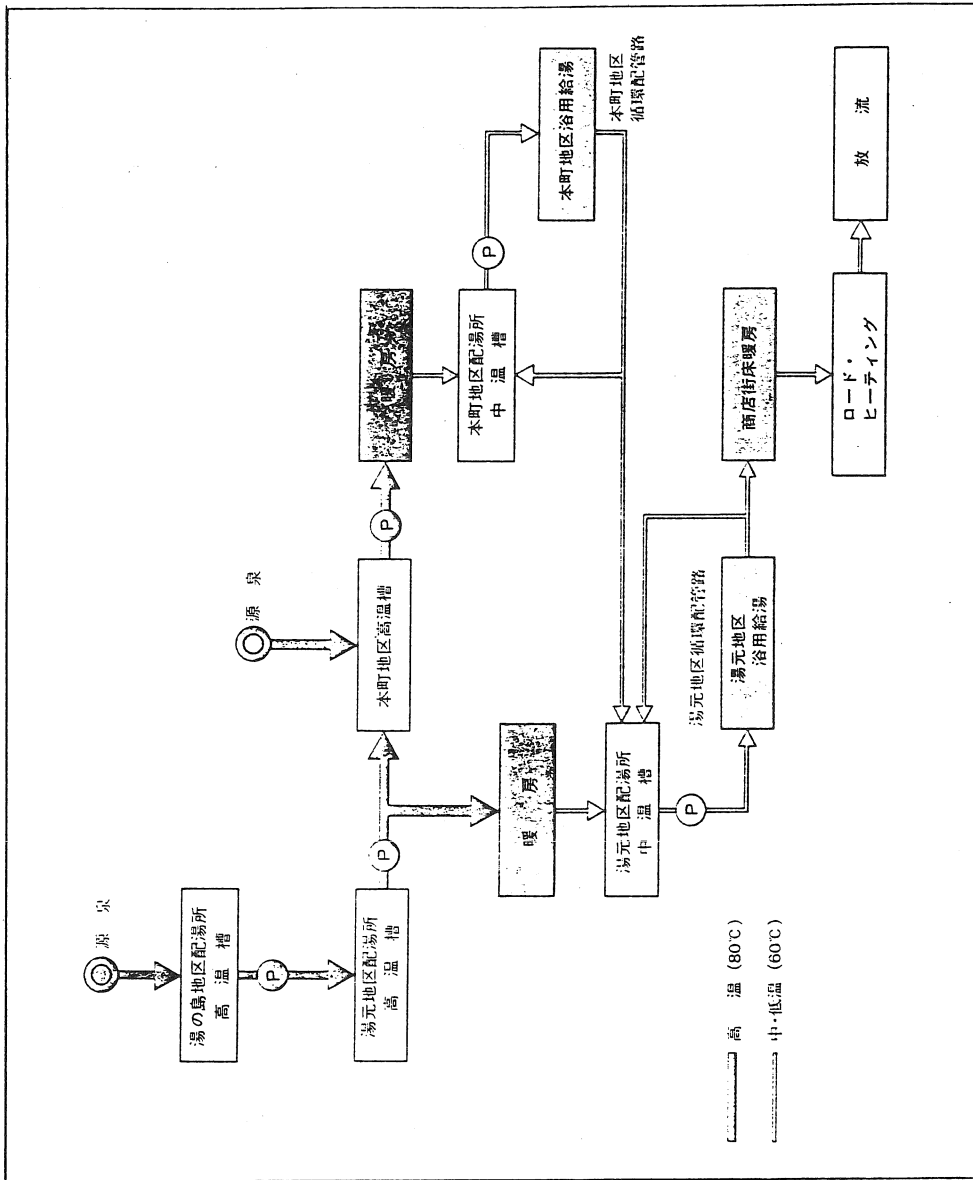 源泉
湯の島地区配湯所
高温槽
P
湯元地区配湯所
高温槽
P
源泉
本町地区高温槽
P
暖房
本町地区配湯所
中温槽
P
本町地区浴用給湯
本町地区
循環配管路
暖房
湯元地区配湯所
中温槽
P
湯元地区循環配管路
湯元地区
浴用給湯
商店街床暖房
ロード・
ヒーティング
放流
高温(80℃)
中・低温(60℃)